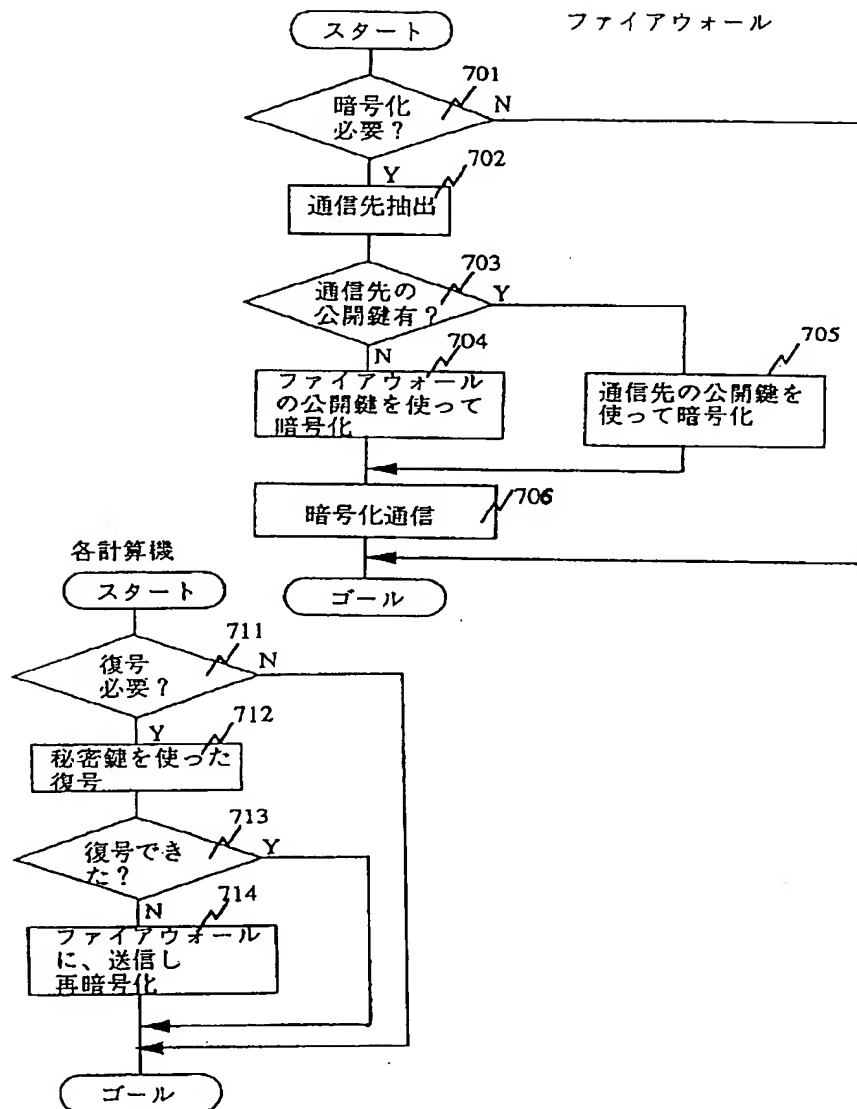 ファイアウォール
スタート
701
暗号化
必要？
N
Y
702
通信先抽出
703
通信先の
公開鍵有？
Y
N
704
ファイアウォール
の公開鍵を使って
暗号化
705
通信先の公開鍵を
使って暗号化
暗号化通信
706
ゴール
各計算機
スタート
711
復号
必要？
N
Y
712
秘密鍵を使った
復号
713
復号でき
た？
Y
N
714
ファイアウォール
に、送信し
再暗号化
ゴール